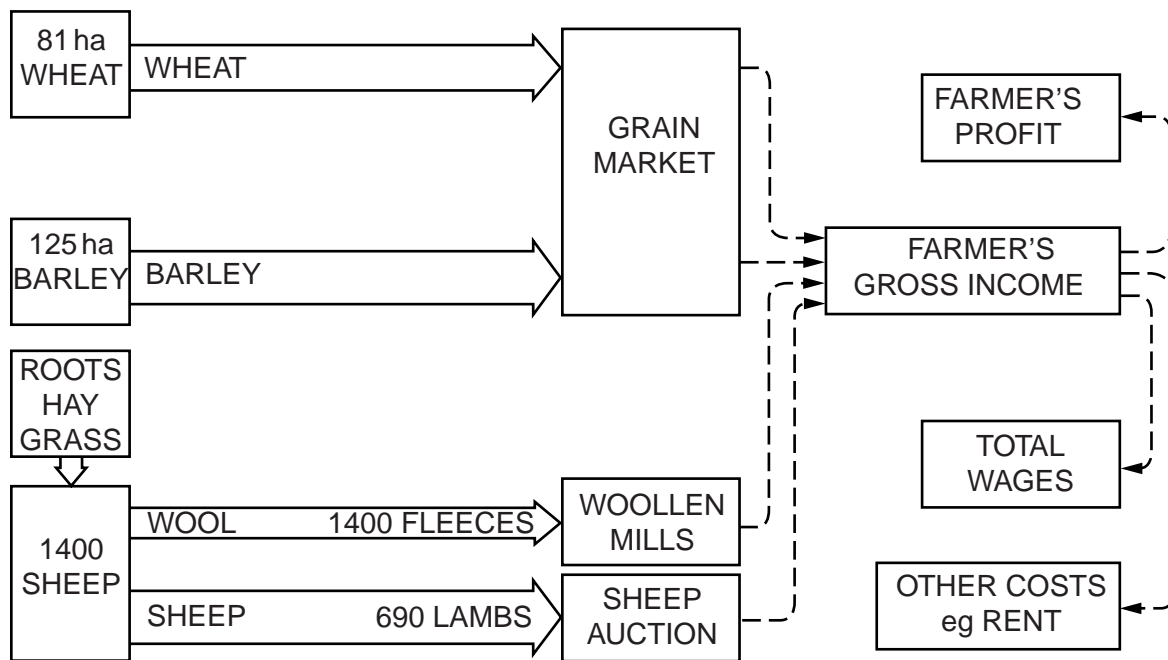 81 ha
WHEAT
WHEAT
GRAIN
MARKET
FARMER'S
PROFIT
125 ha
BARLEY
BARLEY
FARMER'S
GROSS INCOME
ROOTS
HAY
GRASS
TOTAL
WAGES
1400
SHEEP
WOOL 1400 FLEECES
WOOLLEN
MILLS
SHEEP 690 LAMBS
SHEEP
AUCTION
OTHER COSTS
eg RENT